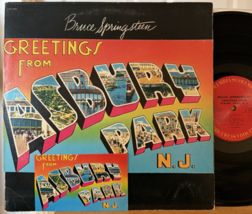 Bruce Springsteen
GREETINGS
FROM
ASBURY
PARK
N.J.
GREETINGS
FROM
ASBURY
PARK
N.J.